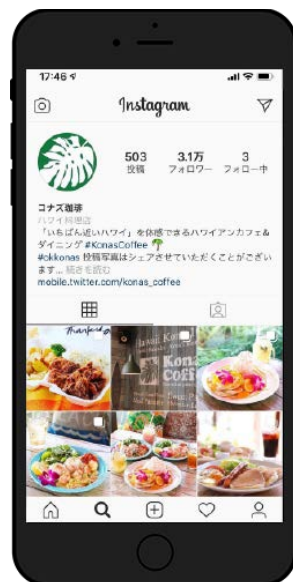 17:46
Instagram
503
投稿
3.1万
フォロワー
3
フォロー中
コナズ珈琲
ハワイ料理店
「いちばん近いハワイ」を体感できるハワイアンカフェ&
ダイニング #KonasCoffee
#okkonas 投稿写真はシェアさせていただくことがござい
ます... 続きを読む
mobile.twitter.com/konas_coffee
Hawaii Kona
Kona
Coff